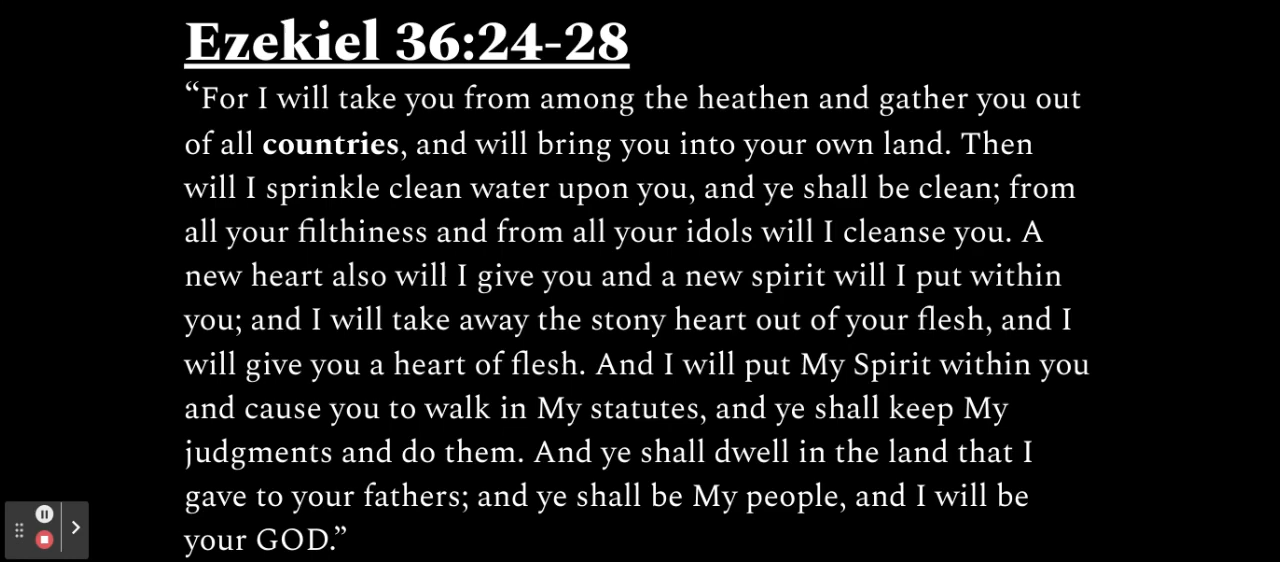 Ezekiel 36:24-28
“For I will take you from among the heathen and gather you out
of all countries, and will bring you into your own land. Then
will I sprinkle clean water upon you, and ye shall be clean; from
all your filthiness and from all your idols will I cleanse you. A
new heart also will I give you and a new spirit will I put within
you; and I will take away the stony heart out of your flesh, and I
will give you a heart of flesh. And I will put My Spirit within you
and cause you to walk in My statutes, and ye shall keep My
judgments and do them. And ye shall dwell in the land that I
gave to your fathers; and ye shall be My people, and I will be
your GOD.”